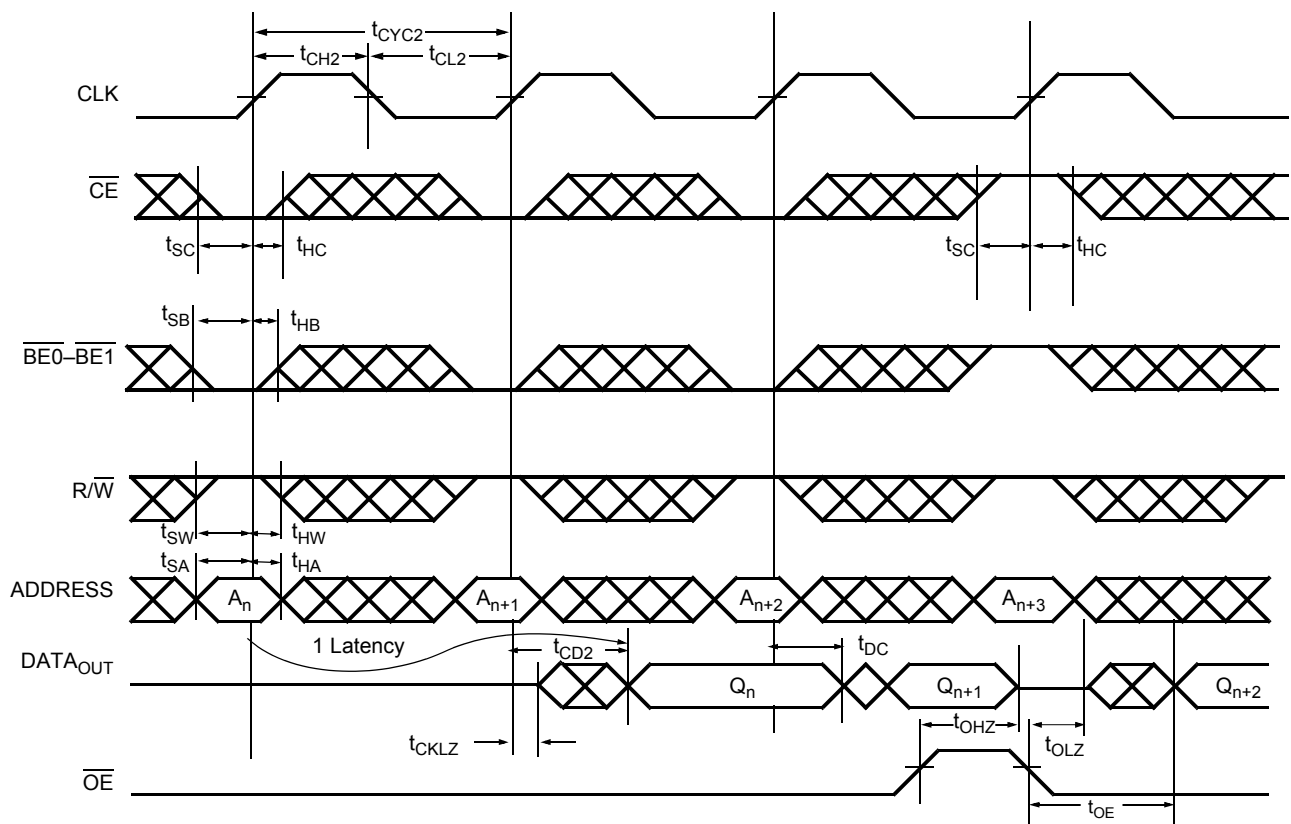 tCYC2
tCH2 tCL2
CLK
CE
tSC tHC tSC tHC
tSB tHB
BE0–BE1
R/W
tSW tHW
tSA tHA
ADDRESS An An+1 An+2 An+3
1 Latency tCD2 tDC
DATAOUT Qn Qn+1 Qn+2
tOHZ
tCKLZ tOLZ
OE
tOE